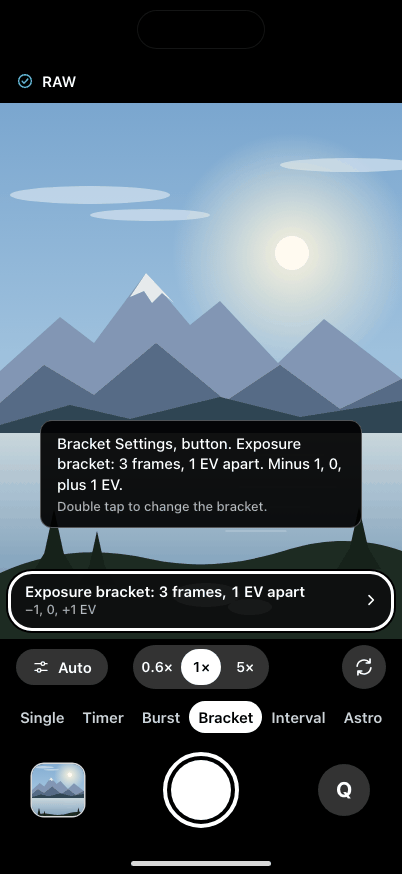 RAW
Bracket Settings, button. Exposure
bracket: 3 frames, 1 EV apart. Minus 1, 0,
plus 1 EV.
Double tap to change the bracket.
Exposure bracket: 3 frames, 1 EV apart
−1, 0, +1 EV
Auto
0.6× 1× 5×
Single Timer Burst Bracket Interval Astro
Q